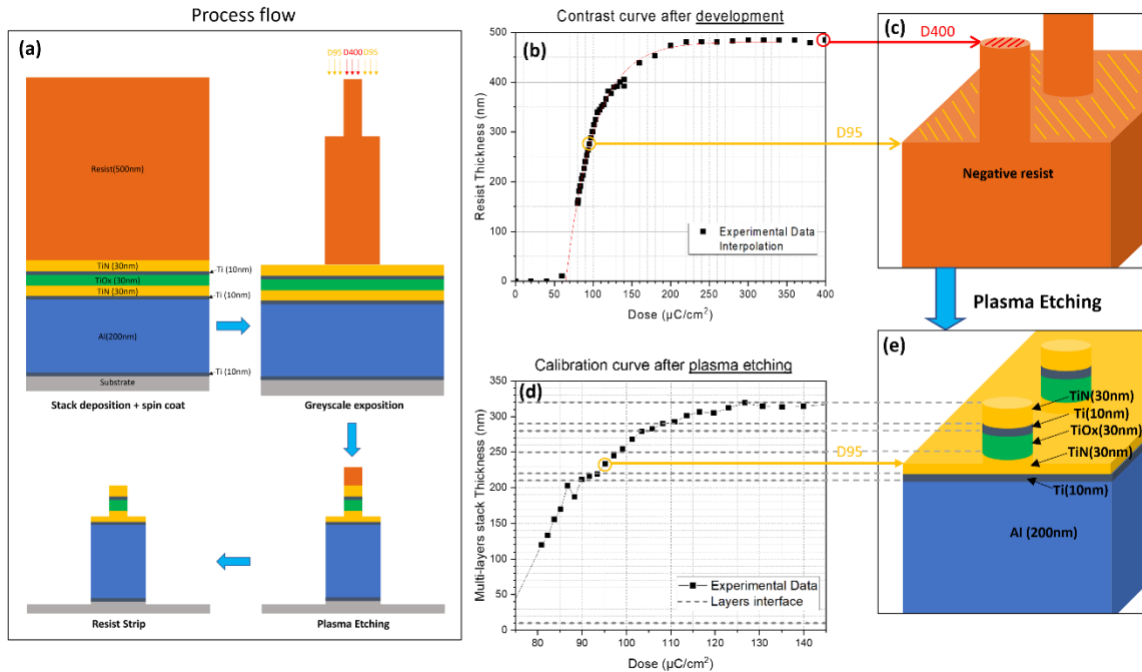 Process flow
(a)
D95 D400 D95
Resist(500nm)
TiN (30nm)
Ti (10nm)
TiOx (30nm)
TiN (30nm)
Ti (10nm)
Al(200nm)
Ti (10nm)
Substrate
Stack deposition + spin coat
Greyscale exposition
Resist Strip
Plasma Etching
Contrast curve after development
(b)
Resist Thickness (nm)
500
400
300
200
100
0
0 50 100 150 200 250 300 350 400
Dose (µC/cm²)
Experimental Data
Interpolation
D400
D95
(c)
Negative resist
Plasma Etching
Calibration curve after plasma etching
(d)
Multi-layers stack Thickness (nm)
350
300
250
200
150
100
50
0
80 90 100 110 120 130 140
Dose (µC/cm²)
Experimental Data
Layers interface
D95
(e)
TiN(30nm)
Ti(10nm)
TiOx(30nm)
TiN(30nm)
Ti(10nm)
Al (200nm)